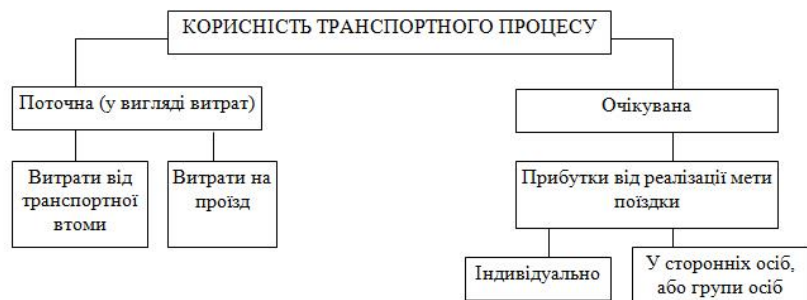 КОРИСНІСТЬ ТРАНСПОРТНОГО ПРОЦЕСУ
Поточна (у вигляді витрат)
Очікувана
Витрати від
транспортної
втоми
Витрати на
проїзд
Прибутки від реалізації мети
поїздки
Індивідуально
У сторонніх осіб,
або групи осіб